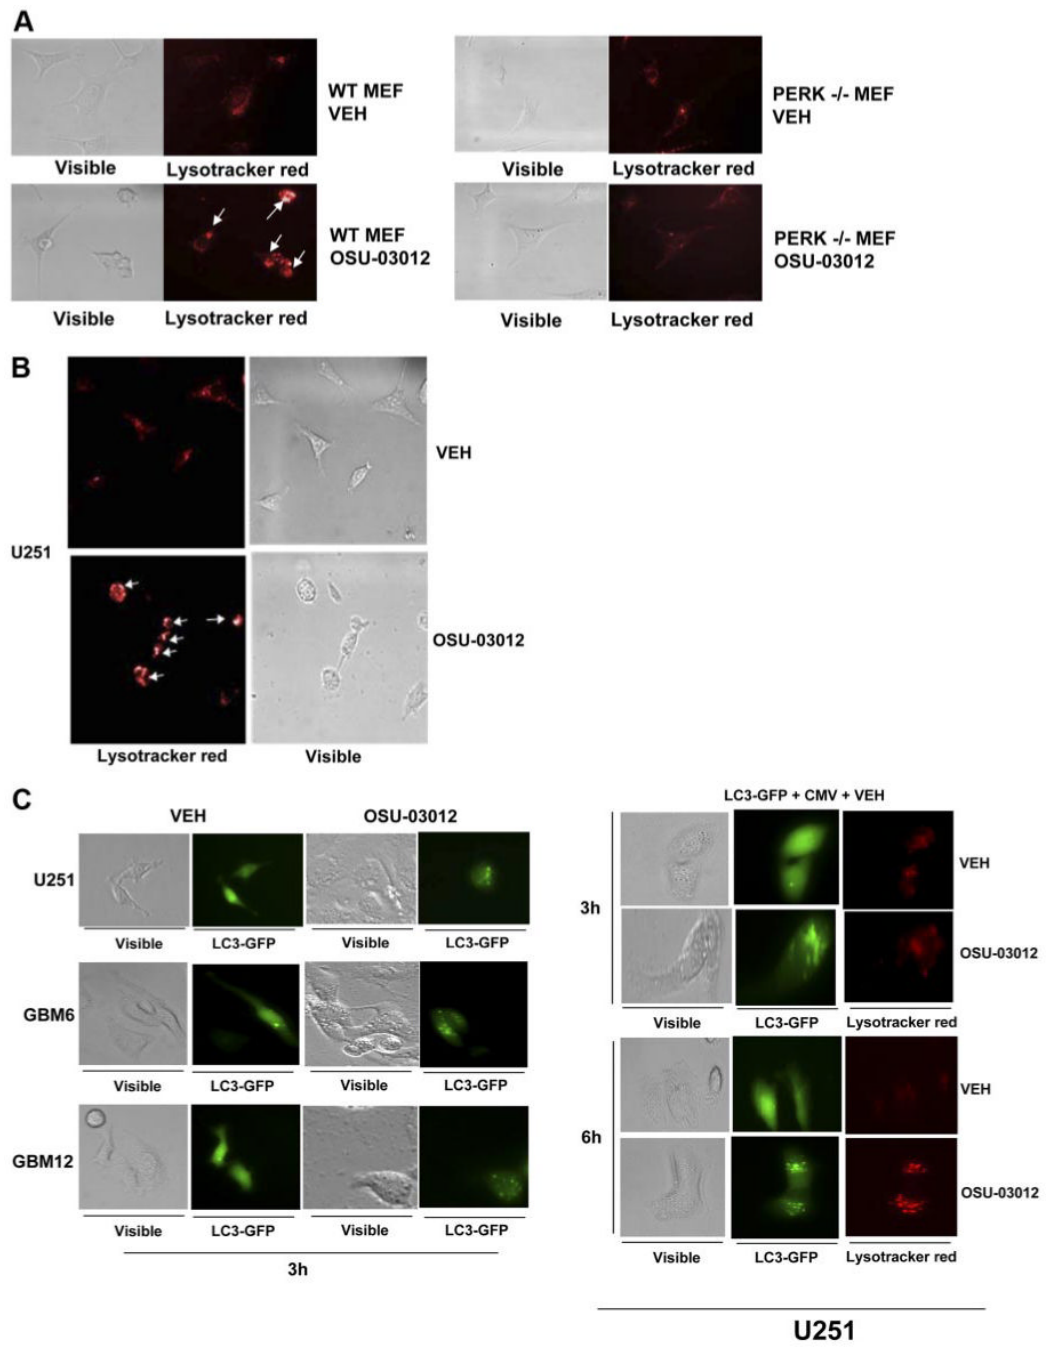 A
WT MEF
VEH
PERK -/- MEF
VEH
Visible
Lysotracker red
Visible
Lysotracker red
WT MEF
OSU-03012
PERK -/- MEF
OSU-03012
Visible
Lysotracker red
Visible
Lysotracker red
B
VEH
U251
OSU-03012
Lysotracker red
Visible
C
VEH
OSU-03012
U251
Visible
LC3-GFP
Visible
LC3-GFP
GBM6
Visible
LC3-GFP
Visible
LC3-GFP
GBM12
Visible
LC3-GFP
Visible
LC3-GFP
3h
LC3-GFP + CMV + VEH
VEH
3h
OSU-03012
Visible
LC3-GFP
Lysotracker red
VEH
6h
OSU-03012
Visible
LC3-GFP
Lysotracker red
U251